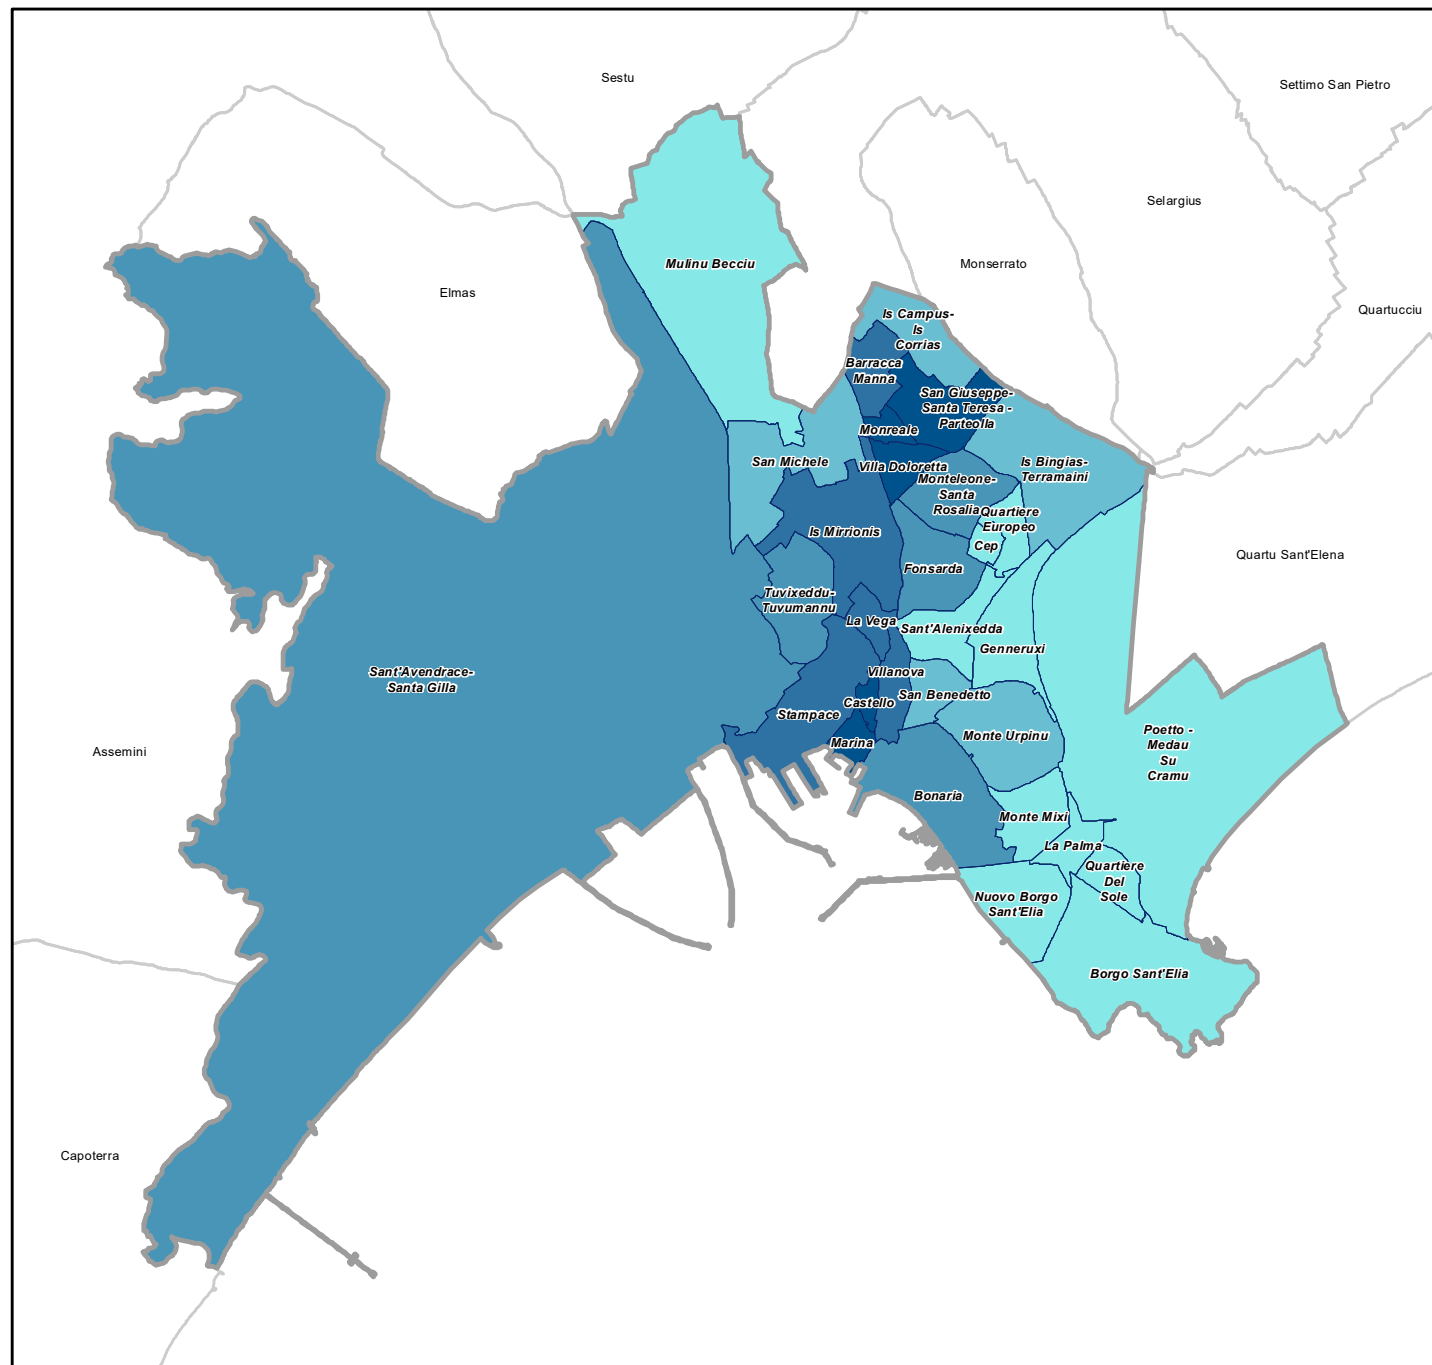 Sestu
Settimo San Pietro
Selargius
Mulinu Becciu
Monserrato
Elmas
Quartucciu
Is Campus-
Is
Corrias
Barracca
Manna
San Giuseppe-
Santa Teresa -
Parteolla
Monreale
San Michele
Villa Doloretta
Is Bingias-
Terramaini
Monteleone-
Santa
Rosalia
Quartiere
Europeo
Is Mirrionis
Cep
Quartu Sant'Elena
Fonsarda
Tuvixeddu-
Tuvumannu
La Vega
Sant'Alenixedda
Genneruxi
Sant'Avendrace-
Santa Gilla
Villanova
San Benedetto
Castello
Stampace
Marina
Monte Urpinu
Poetto -
Medau
Su
Cramu
Assemini
Bonaria
Monte Mixi
La Palma
Quartiere
Del
Sole
Nuovo Borgo
Sant'Elia
Borgo Sant'Elia
Capoterra